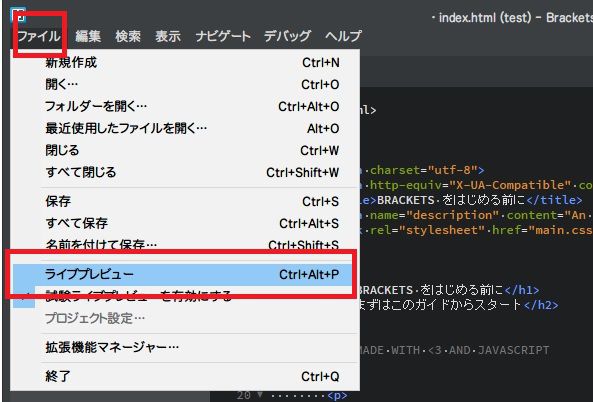 · index.html (test) – Brackets
ファイル 編集 検索 表示 ナビゲート デバッグ ヘルプ
新規作成 Ctrl+N
開く… Ctrl+O
フォルダーを開く… Ctrl+Alt+O
最近使用したファイルを開く… Alt+O
閉じる Ctrl+W
すべて閉じる Ctrl+Shift+W
保存 Ctrl+S
すべて保存 Ctrl+Alt+S
名前を付けて保存… Ctrl+Shift+S
ライブプレビュー Ctrl+Alt+P
試験ライブプレビューを有効にする
プロジェクト設定…
拡張機能マネージャー…
終了 Ctrl+Q
ml>
charset="utf-8">
http-equiv="X-UA-Compatible" co
le>BRACKETS·をはじめる前に</title>
name="description" content="An
rel="stylesheet" href="main.css
BRACKETS·をはじめる前に</h1>
まずはこのガイドからスタート</h2>
MADE·WITH·<3·AND·JAVASCRIPT
20 ▼ ········<p>